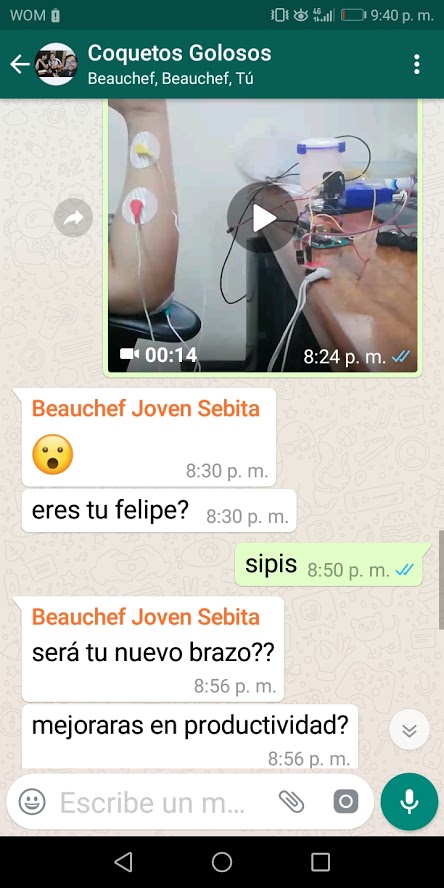 WOM 4G 9:40 p. m.
Coquetos Golosos
Beauchef, Beauchef, Tú
00:14 8:24 p. m.
Beauchef Joven Sebita
8:30 p. m.
eres tu felipe? 8:30 p. m.
sipis 8:50 p. m.
Beauchef Joven Sebita
será tu nuevo brazo??
8:56 p. m.
mejoraras en productividad?
8:56 p. m.
Escribe un m...